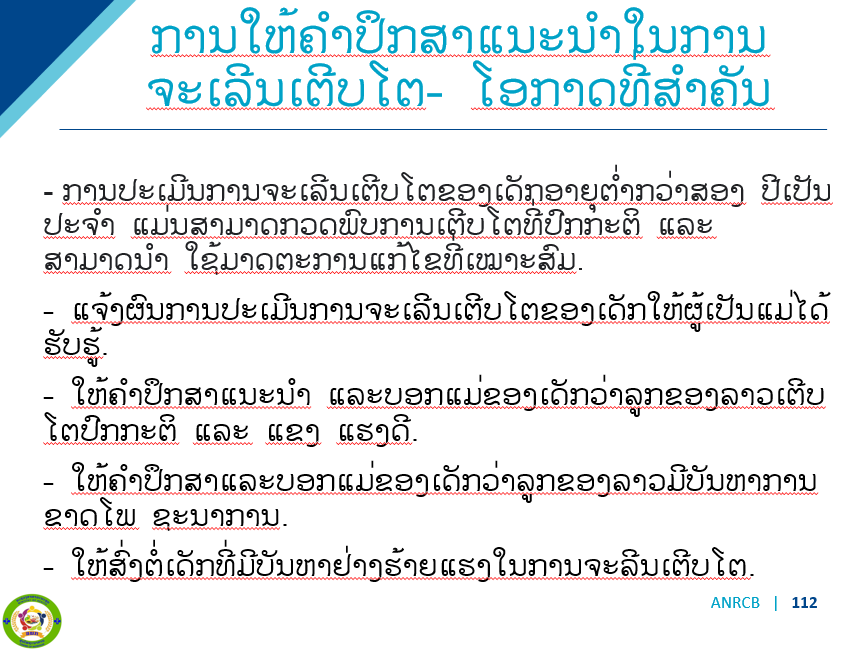 ການໃຫ້ຄໍາປຶກສາແນະນໍາໃນການ
ຈະເລີນເຕີບໂຕ- ໂອກາດທີ່ສໍາຄັນ
- ການປະເມີນການຈະເລີນເຕີບໂຕຂອງເດັກອາຍຸຕໍ່າກວ່າສອງ ປີເປັນ
ປະຈໍາ ແມ່ນສາມາດກວດພົບການເຕີບໂຕທີ່ປົກກະຕິ ແລະ
ສາມາດນໍາ ໃຊ້ມາດຕະການແກ້ໄຂທີ່ເໝາະສົມ.
- ແຈ້ງຜົນການປະເມີນການຈະເລີນເຕີບໂຕຂອງເດັກໃຫ້ຜູ້ເປັນແມ່ໄດ້
ຮັບຮູ້.
- ໃຫ້ຄໍາປຶກສາແນະນໍາ ແລະບອກແມ່ຂອງເດັກວ່າລູກຂອງລາວເຕີບ
ໂຕປົກກະຕິ ແລະ ແຂງ ແຮງດີ.
- ໃຫ້ຄໍາປຶກສາແລະບອກແມ່ຂອງເດັກວ່າລູກຂອງລາວມີບັນຫາການ
ຂາດໂພ ຊະນາການ.
- ໃຫ້ສົ່ງຕໍ່ເດັກທີ່ມີບັນຫາຢ່າງຮ້າຍແຮງໃນການຈະລີນເຕີບໂຕ.
ANRCB | 112